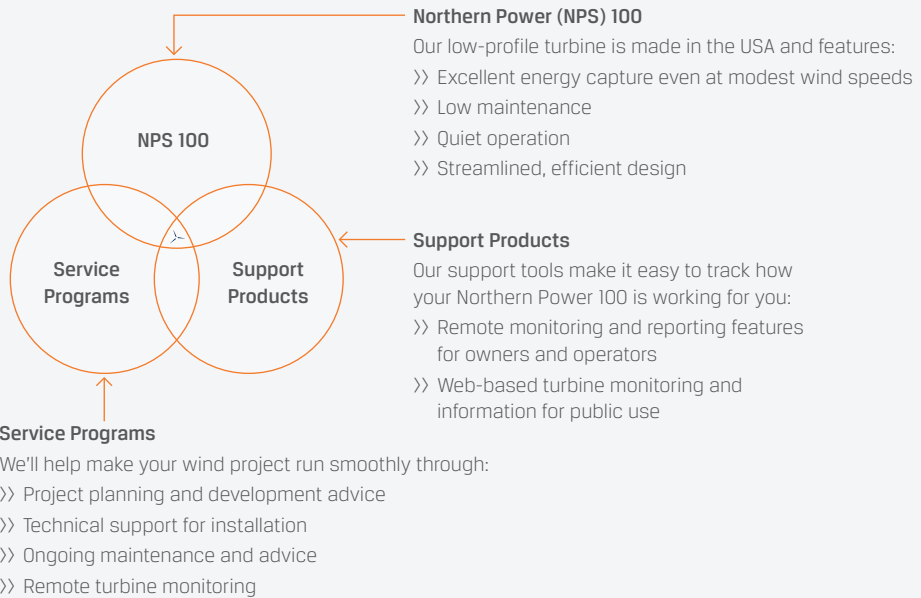 Northern Power (NPS) 100
Our low-profile turbine is made in the USA and features:
>> Excellent energy capture even at modest wind speeds
>> Low maintenance
>> Quiet operation
>> Streamlined, efficient design
NPS 100
Service
Programs
Support
Products
Support Products
Our support tools make it easy to track how
your Northern Power 100 is working for you:
>> Remote monitoring and reporting features
for owners and operators
>> Web-based turbine monitoring and
information for public use
Service Programs
We'll help make your wind project run smoothly through:
>> Project planning and development advice
>> Technical support for installation
>> Ongoing maintenance and advice
>> Remote turbine monitoring